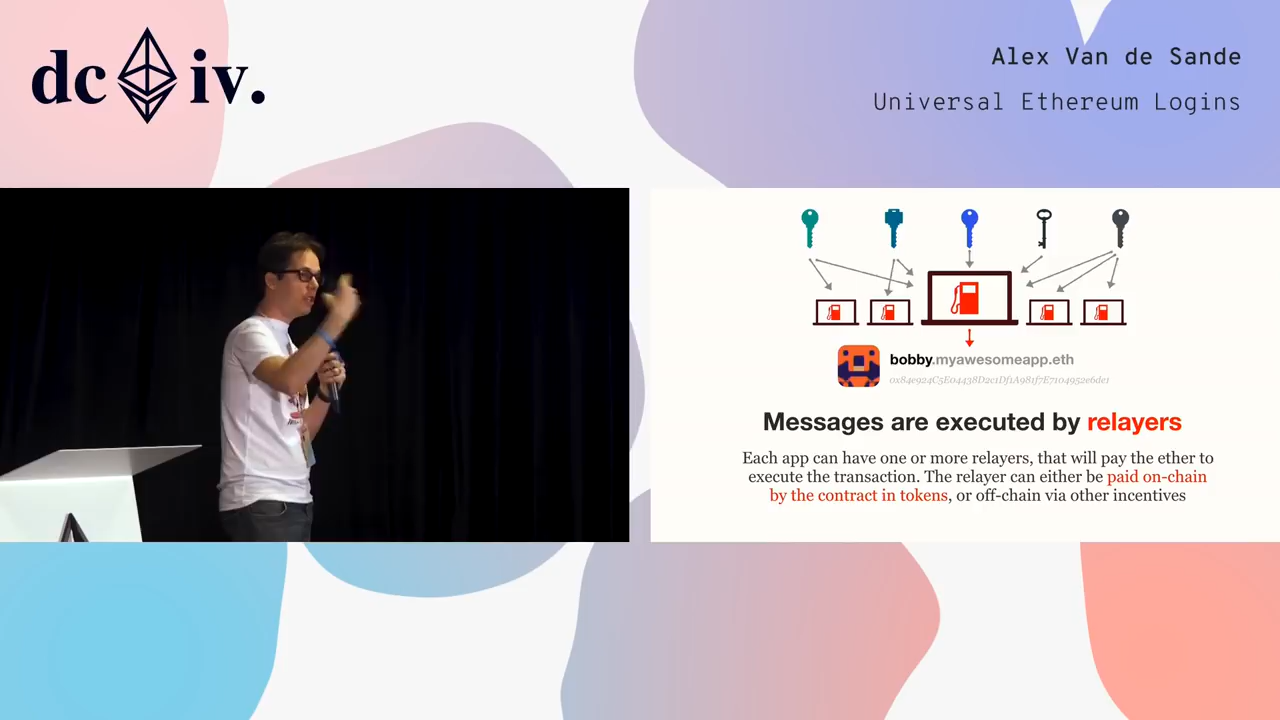 dc iv.
Alex Van de Sande
Universal Ethereum Logins
bobby.myawesomeapp.eth
Messages are executed by relayers
Each app can have one or more relayers, that will pay the ether to
execute the transaction. The relayer can either be paid on-chain
by the contract in tokens, or off-chain via other incentives